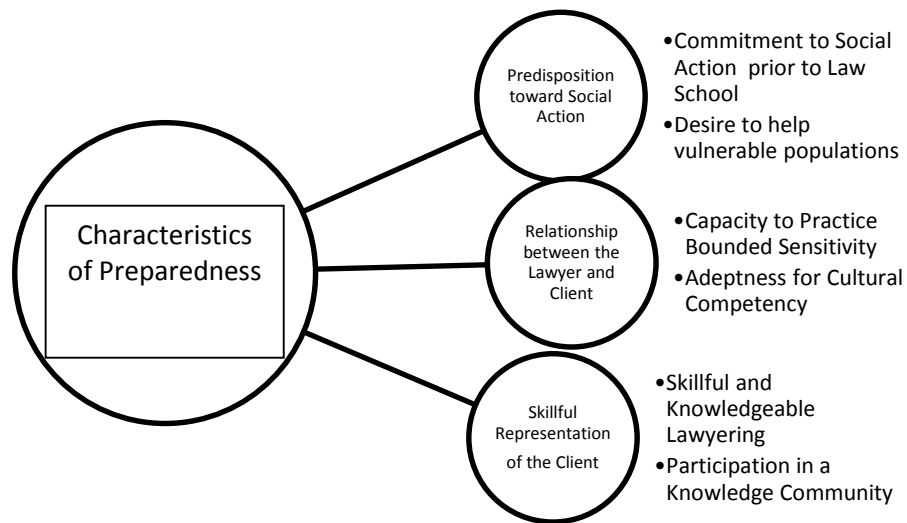 Characteristics
of Preparedness
Predisposition
toward Social
Action
•Commitment to Social
Action prior to Law
School
•Desire to help
vulnerable populations
Relationship
between the
Lawyer and
Client
•Capacity to Practice
Bounded Sensitivity
•Adeptness for Cultural
Competency
Skillful
Representation
of the Client
•Skillful and
Knowledgeable
Lawyering
•Participation in a
Knowledge Community